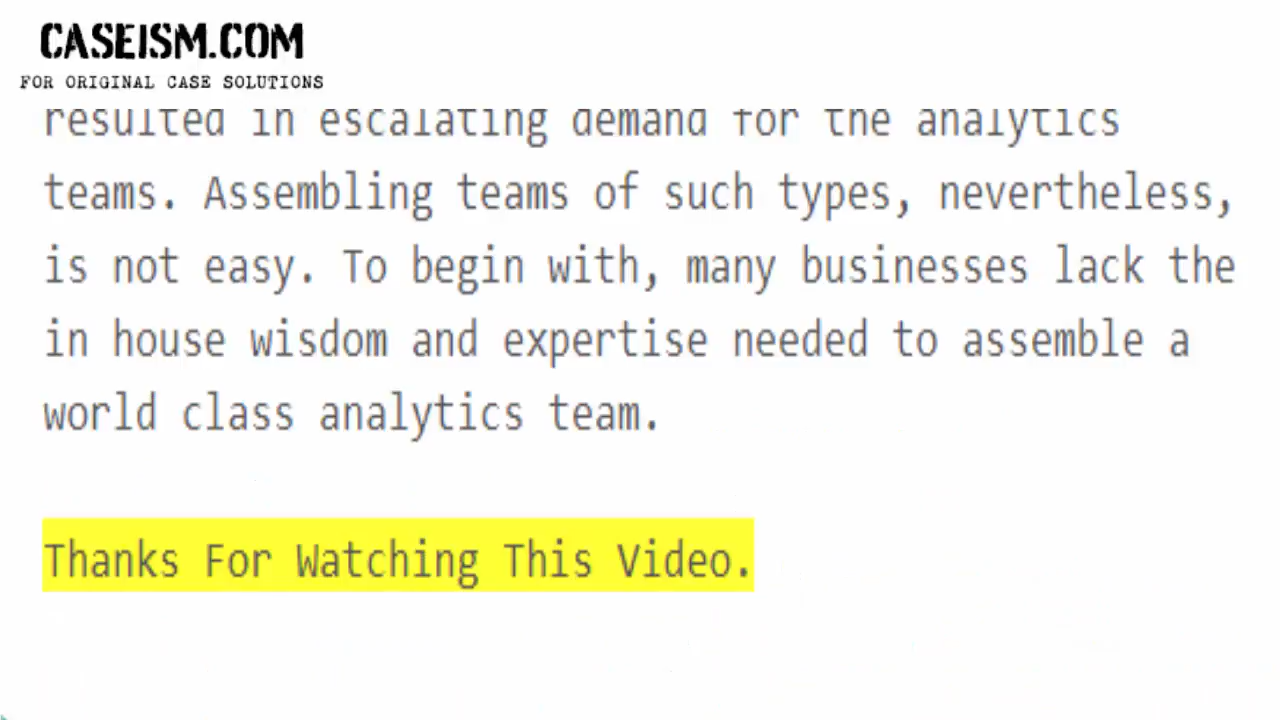 CASEISM.COM
FOR ORIGINAL CASE SOLUTIONS
resulted in escalating demand for the analytics
teams. Assembling teams of such types, nevertheless,
is not easy. To begin with, many businesses lack the
in house wisdom and expertise needed to assemble a
world class analytics team.
Thanks For Watching This Video.